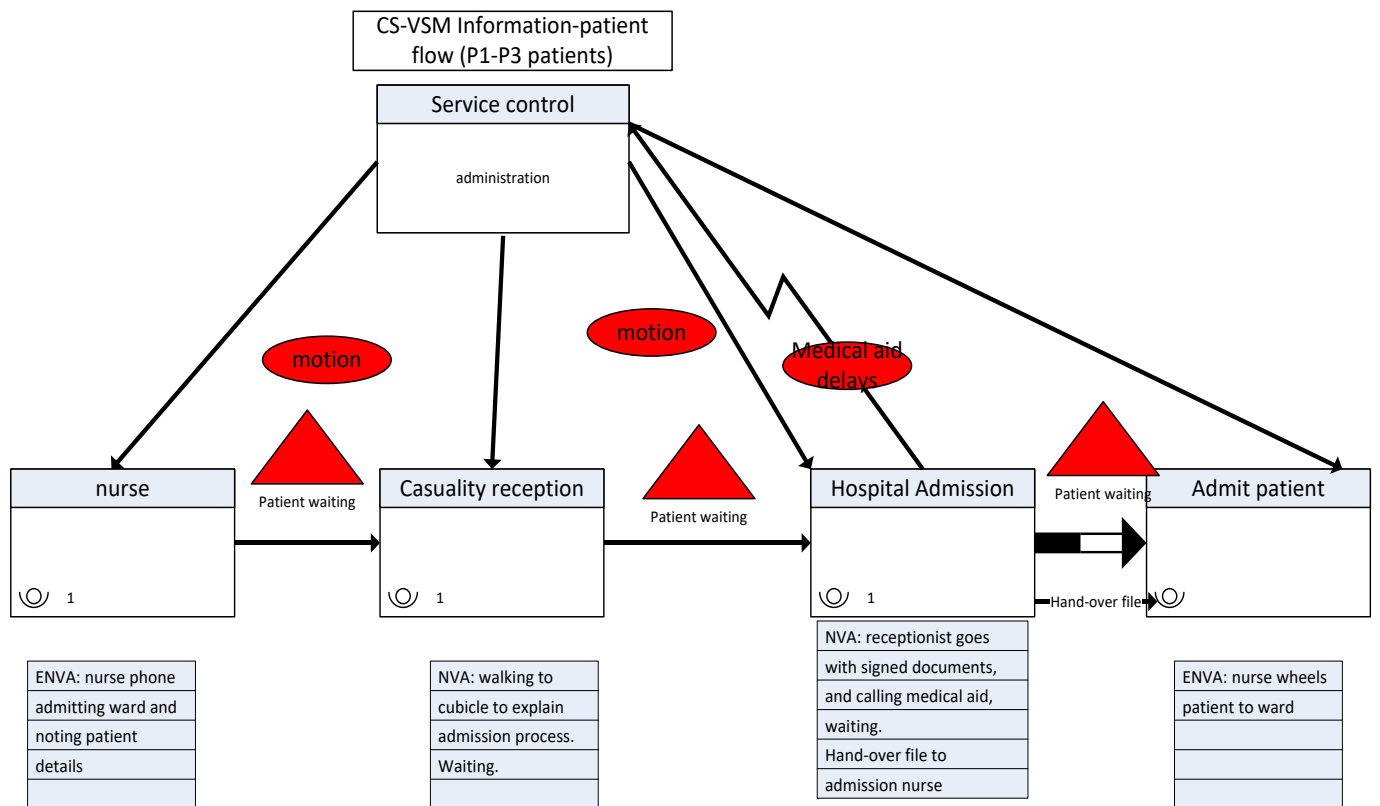 CS-VSM Information-patient
flow (P1-P3 patients)
Service control
administration
motion
motion
Medical aid
delays
Patient waiting
Patient waiting
Patient waiting
nurse
1
Casuality reception
1
Hospital Admission
1
Admit patient
Hand-over file
ENVA: nurse phone
admitting ward and
noting patient
details
NVA: walking to
cubicle to explain
admission process.
Waiting.
NVA: receptionist goes
with signed documents,
and calling medical aid,
waiting.
Hand-over file to
admission nurse
ENVA: nurse wheels
patient to ward